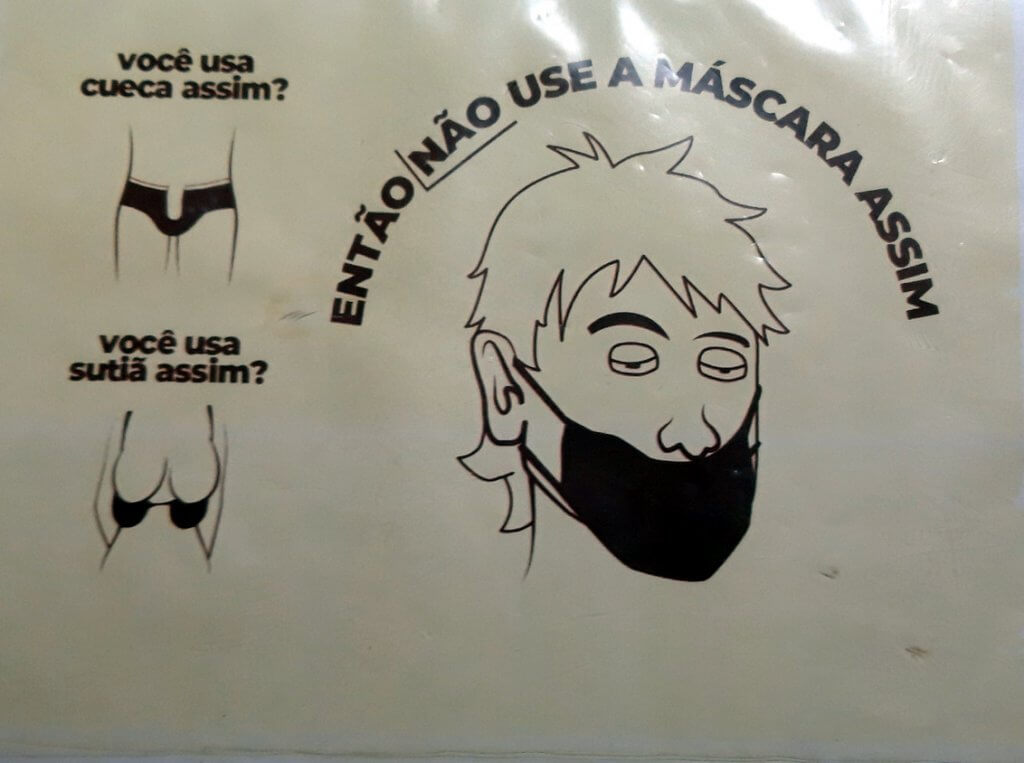 você usa
cueca assim?
ENTÃO NÃO USE A MÁSCARA ASSIM
você usa
sutiã assim?